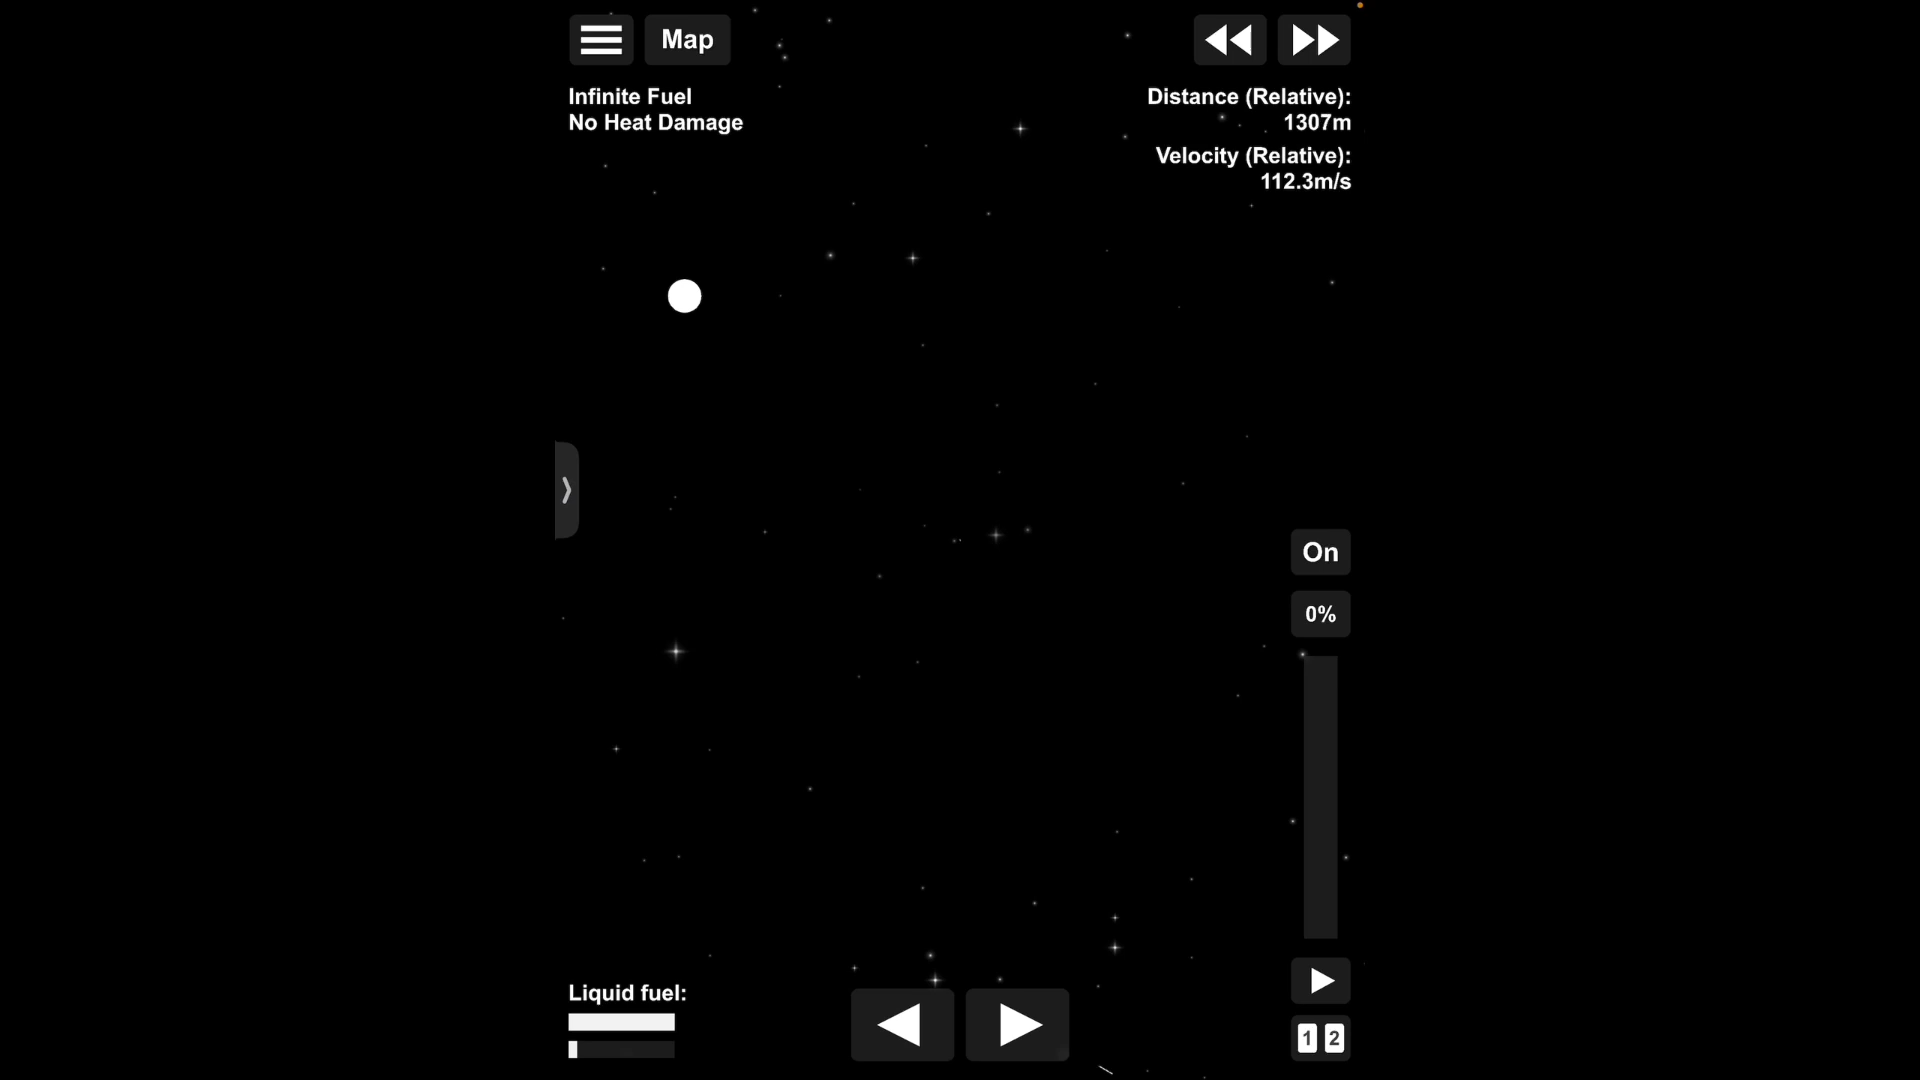 Map
Infinite Fuel
No Heat Damage
Distance (Relative):
1307m
Velocity (Relative):
112.3m/s
On
0%
Liquid fuel:
1 2